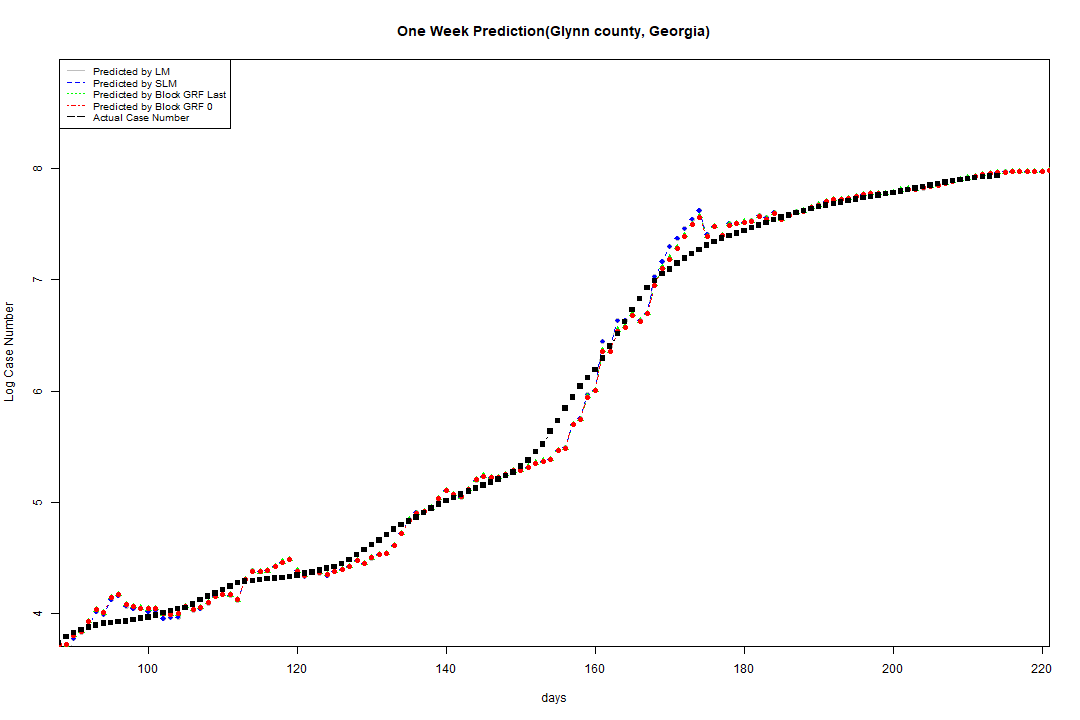 One Week Prediction(Glynn county, Georgia)
Predicted by LM
Predicted by SLM
Predicted by Block GRF Last
Predicted by Block GRF 0
Actual Case Number
8
7
6
5
4
Log Case Number
100 120 140 160 180 200 220
days